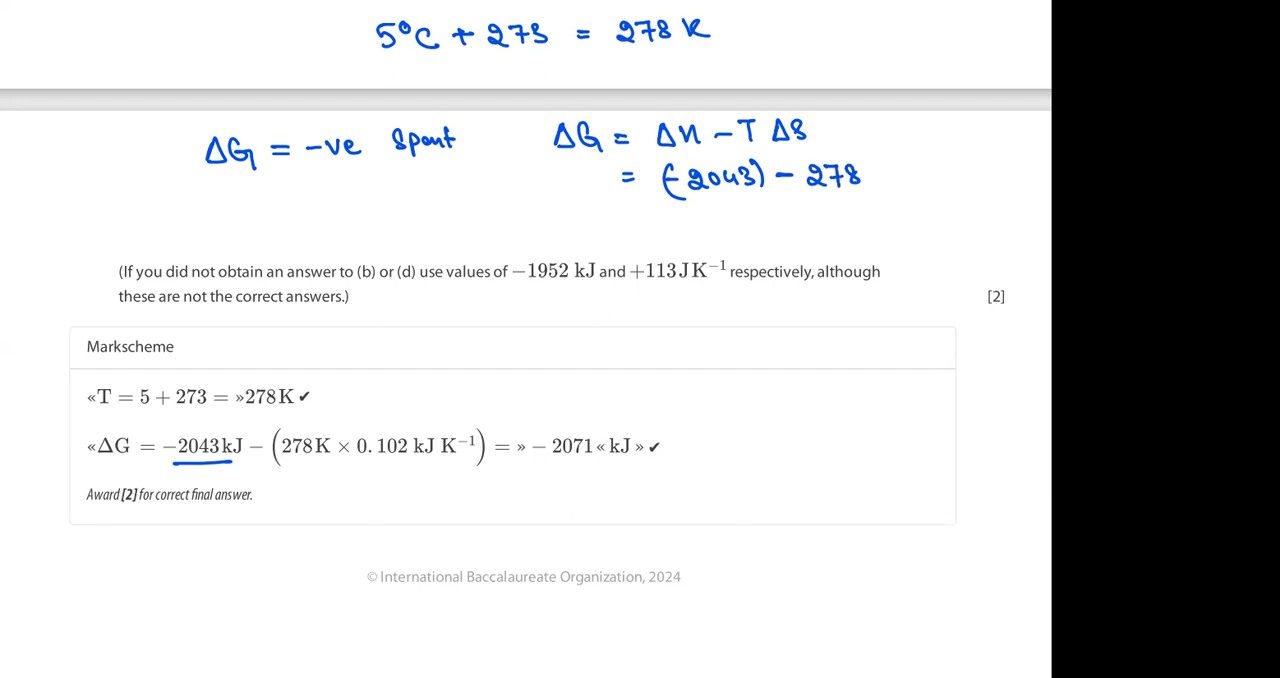 5°C + 273 = 278 K
ΔG = -ve Spont
ΔG = ΔH - T ΔS
= (-2043) - 278
(If you did not obtain an answer to (b) or (d) use values of −1952 kJ and +113 J K⁻¹ respectively, although
these are not the correct answers.)
[2]
Markscheme
«T = 5 + 273 = »278 K ✔
«ΔG = −2043 kJ − (278 K × 0. 102 kJ K⁻¹) = » − 2071 « kJ » ✔
Award [2] for correct final answer.
© International Baccalaureate Organization, 2024